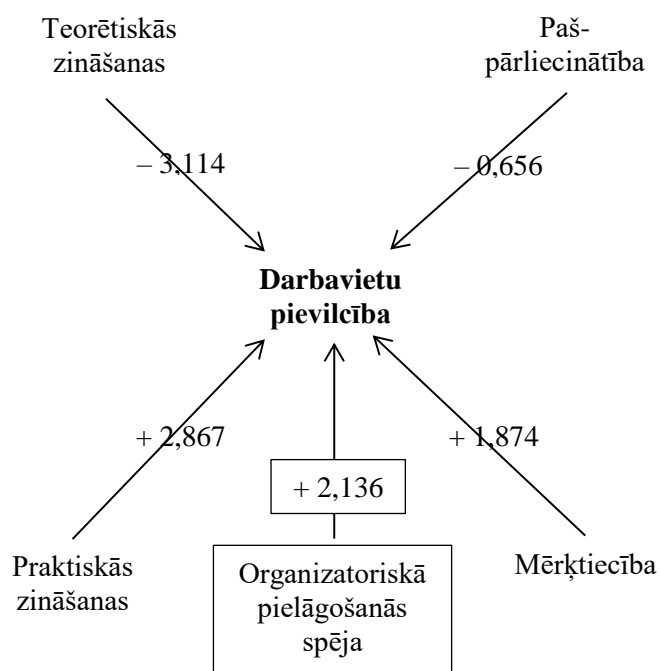 Teorētiskās
zināšanas
Paš-
pārliecinātība
– 3,114
– 0,656
Darbavietu
pievilcība
+ 2,867
+ 1,874
+ 2,136
Praktiskās
zināšanas
Organizatoriskā
pielāgošanās
spēja
Mērķtiecība